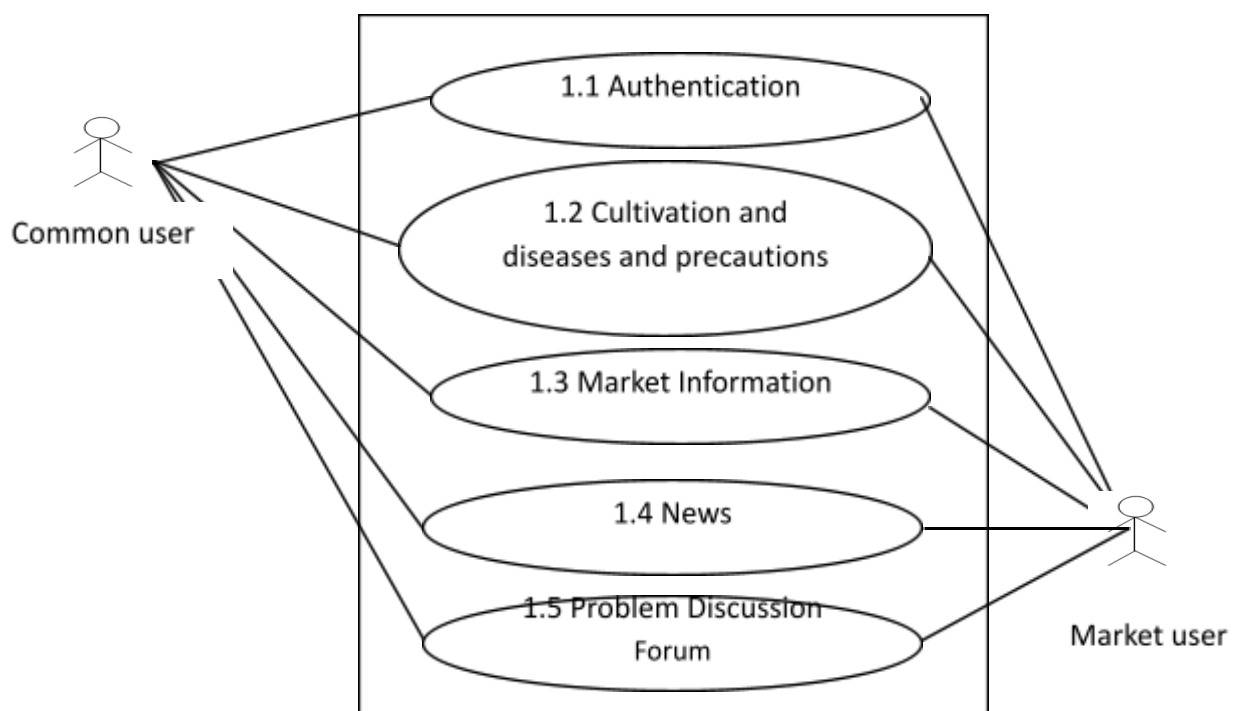 1.1 Authentication
1.2 Cultivation and
diseases and precautions
Common user
1.3 Market Information
1.4 News
1.5 Problem Discussion
Forum
Market user